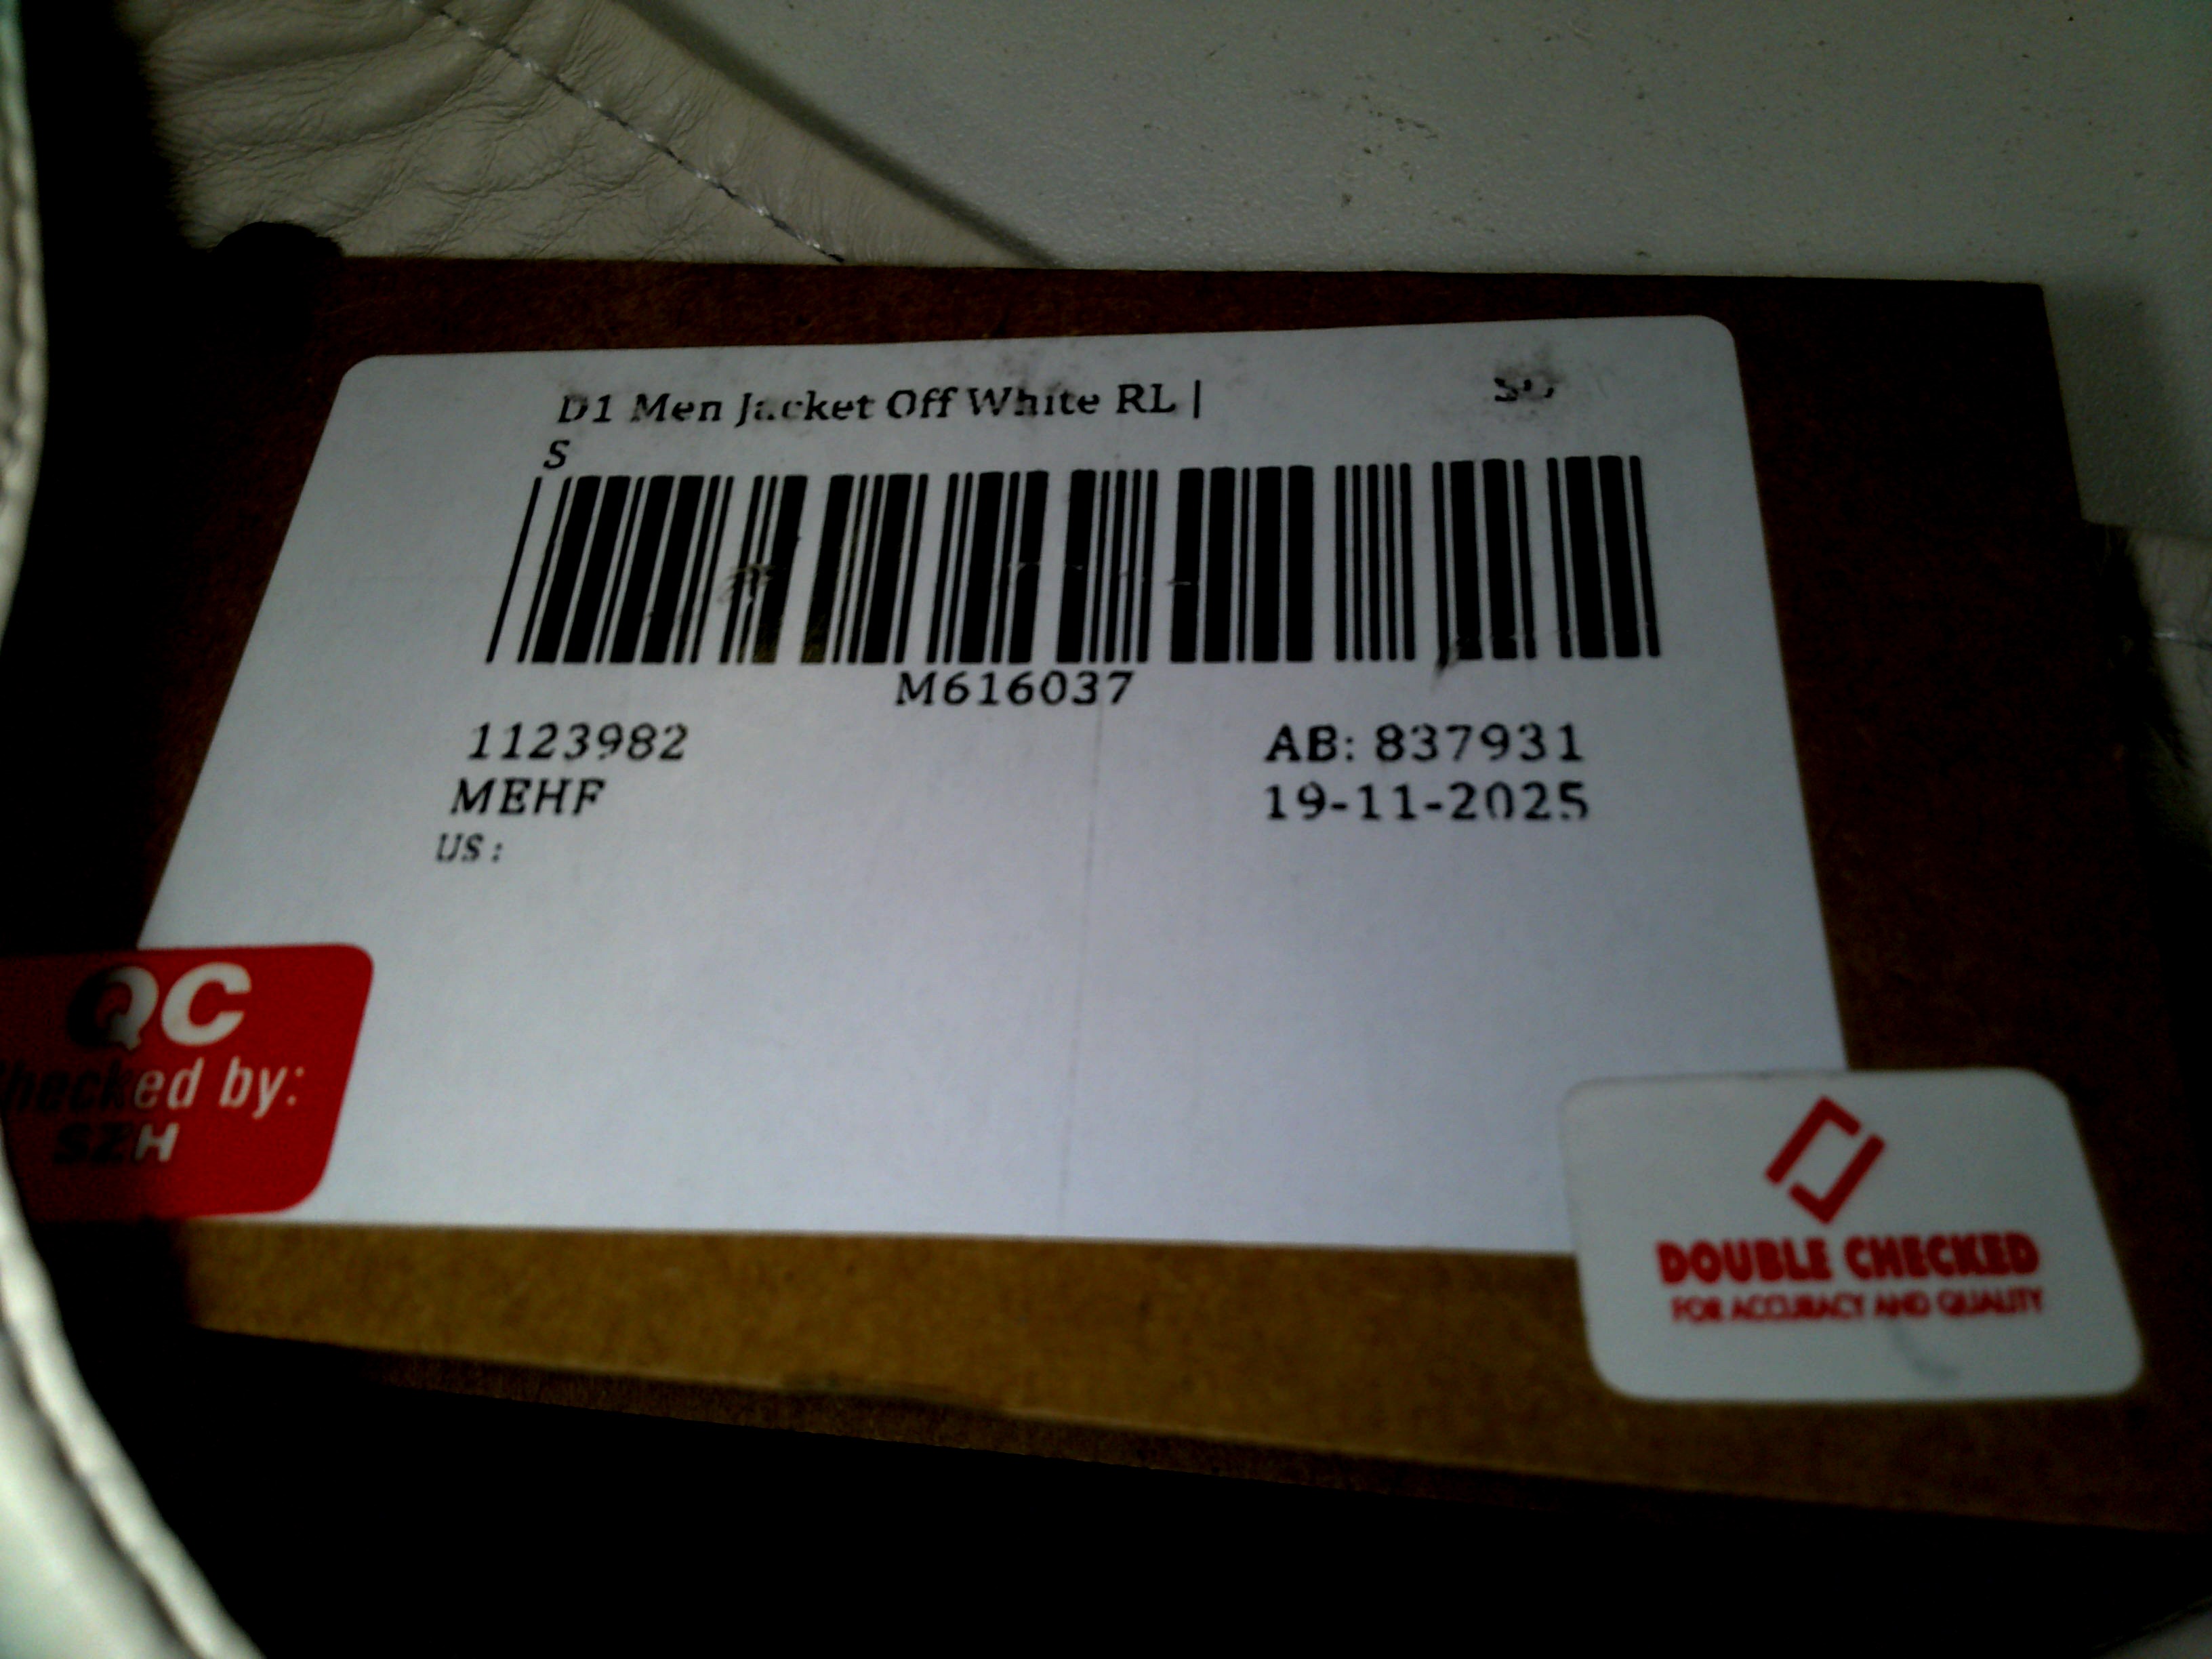 D1 Men Jacket Off White RL |
S
M616037
1123982
AB: 837931
MEHF
19-11-2025
US :
QC
Checked by:
SZH
DOUBLE CHECKED
FOR ACCURACY AND QUALITY